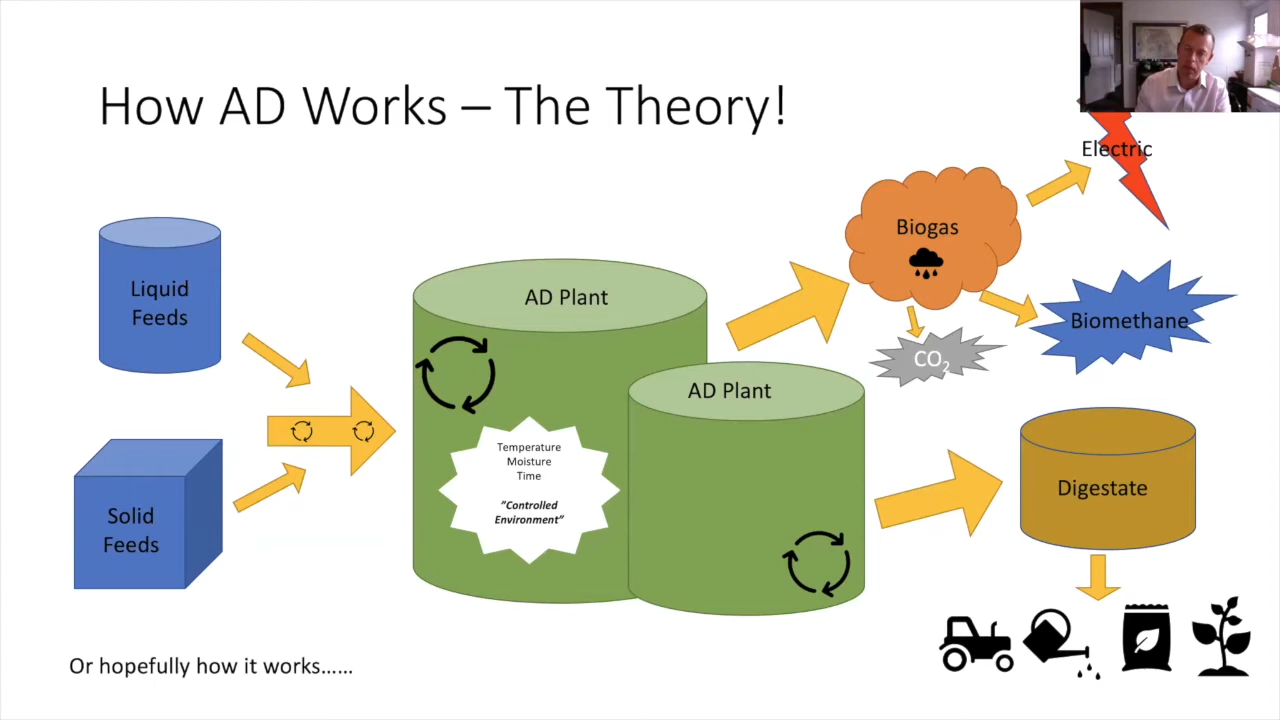 How AD Works – The Theory!
Electric
Biogas
Liquid
Feeds
AD Plant
Biomethane
CO₂
AD Plant
Temperature
Moisture
Time
”Controlled
Environment”
Digestate
Solid
Feeds
Or hopefully how it works......